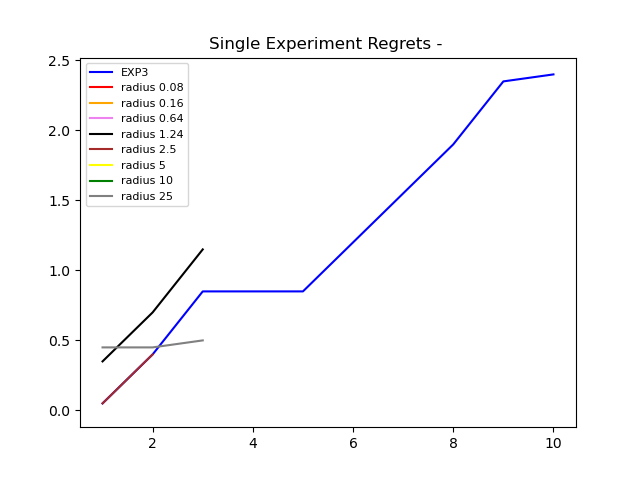 Single Experiment Regrets -
2.5
2.0
1.5
1.0
0.5
0.0
EXP3
radius 0.08
radius 0.16
radius 0.64
radius 1.24
radius 2.5
radius 5
radius 10
radius 25
2 4 6 8 10